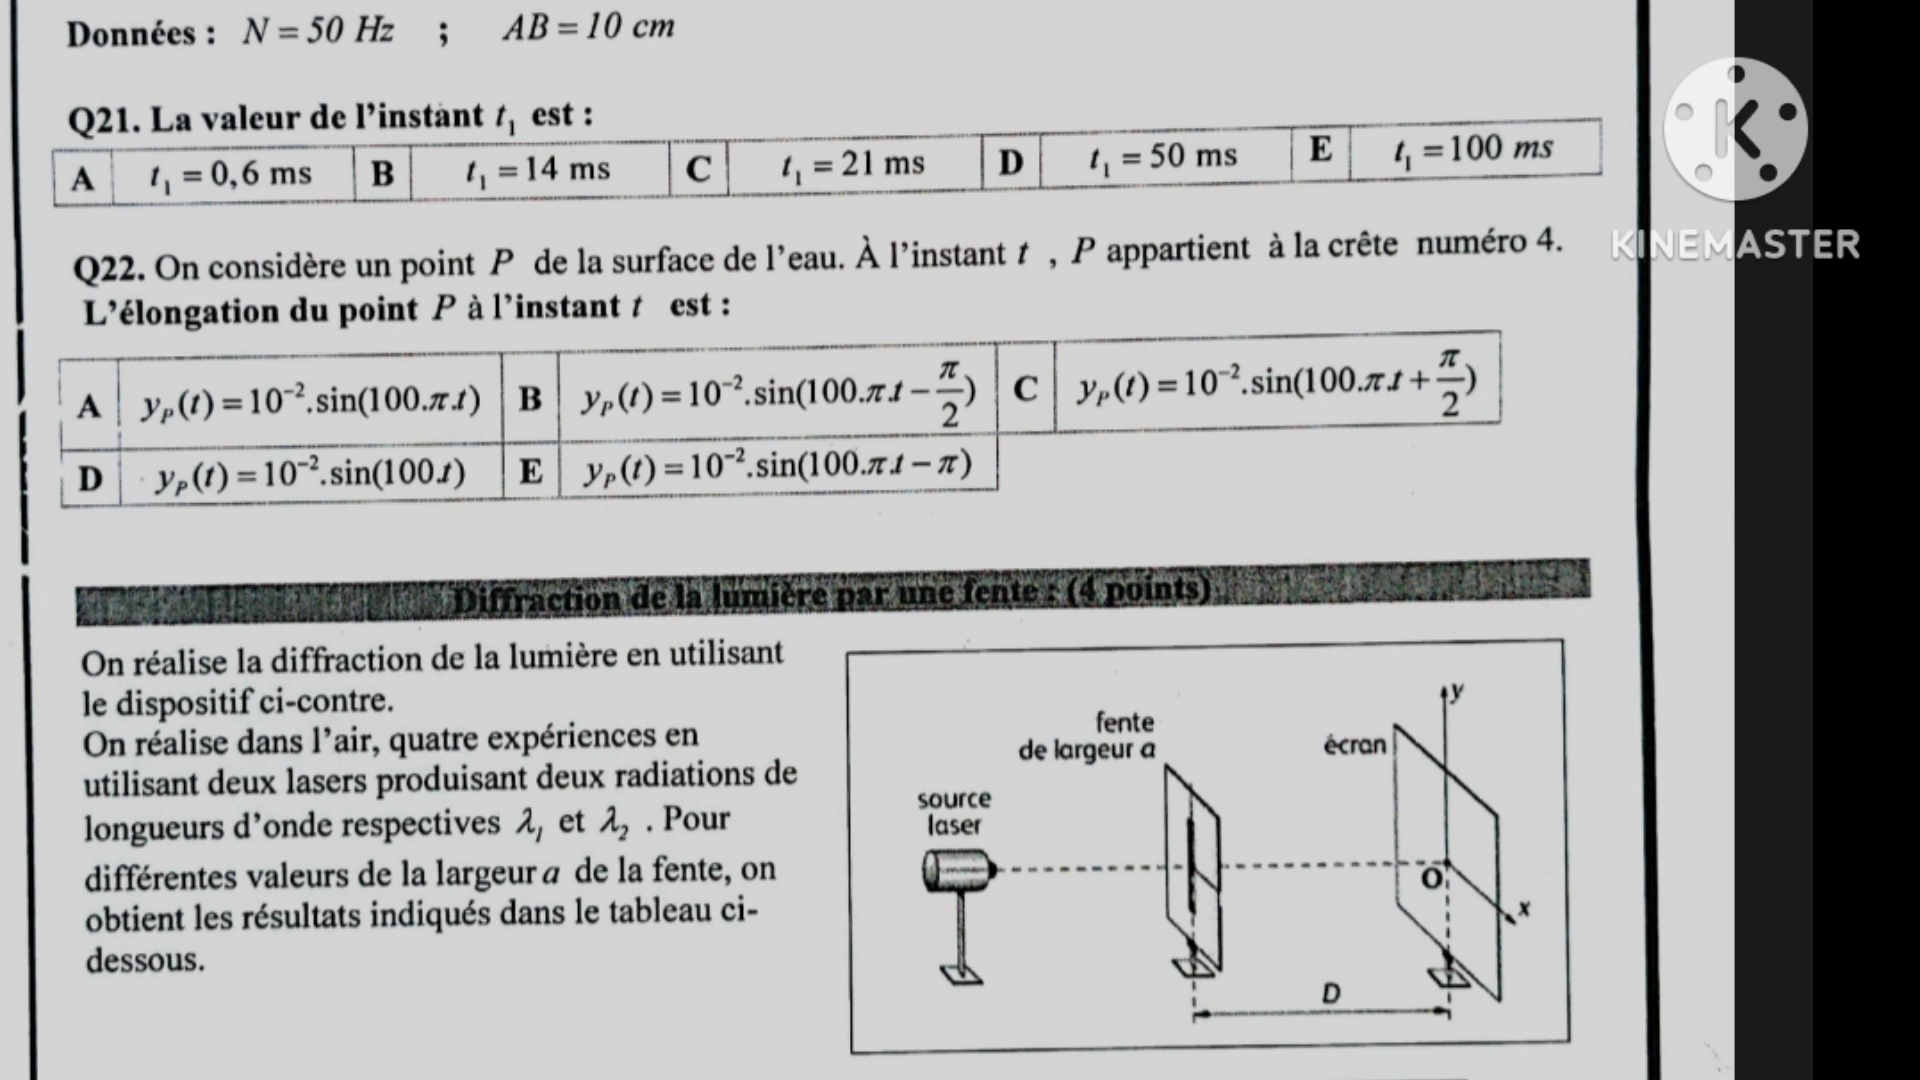 Données : N = 50 Hz ; AB = 10 cm
Q21. La valeur de l'instant t₁ est :
A t₁ = 0,6 ms B t₁ = 14 ms C t₁ = 21 ms D t₁ = 50 ms E t₁ = 100 ms
KINEMASTER
Q22. On considère un point P de la surface de l'eau. À l'instant t , P appartient à la crête numéro 4.
L'élongation du point P à l'instant t est :
A y_P(t) = 10⁻².sin(100.π.t) B y_P(t) = 10⁻².sin(100.π.t − π/2) C y_P(t) = 10⁻².sin(100.π.t + π/2)
D y_P(t) = 10⁻².sin(100.t) E y_P(t) = 10⁻².sin(100.π.t − π)
Diffraction de la lumière par une fente : (4 points)
On réalise la diffraction de la lumière en utilisant
le dispositif ci-contre.
On réalise dans l'air, quatre expériences en
utilisant deux lasers produisant deux radiations de
longueurs d'onde respectives λ₁ et λ₂ . Pour
différentes valeurs de la largeur a de la fente, on
obtient les résultats indiqués dans le tableau ci-
dessous.
fente
de largeur a
écran
y
source
laser
O
x
D